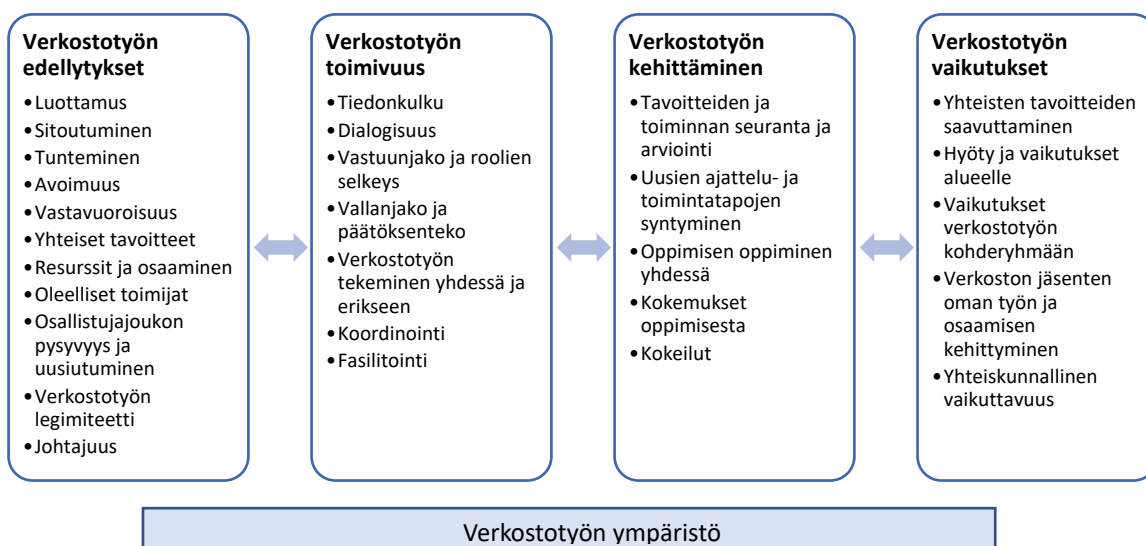 Verkostotyön
edellytykset
•Luottamus
•Sitoutuminen
•Tunteminen
•Avoimuus
•Vastavuoroisuus
•Yhteiset tavoitteet
•Resurssit ja osaaminen
•Oleelliset toimijat
•Osallistujajoukon
pysyvyys ja
uusiutuminen
•Verkostotyön
legimiteetti
•Johtajuus
Verkostotyön
toimivuus
•Tiedonkulku
•Dialogisuus
•Vastuunjako ja roolien
selkeys
•Vallanjako ja
päätöksenteko
•Verkostotyön
tekeminen yhdessä ja
erikseen
•Koordinointi
•Fasilitointi
Verkostotyön
kehittäminen
•Tavoitteiden ja
toiminnan seuranta ja
arviointi
•Uusien ajattelu- ja
toimintatapojen
syntyminen
•Oppimisen oppiminen
yhdessä
•Kokemukset
oppimisesta
•Kokeilut
Verkostotyön
vaikutukset
•Yhteisten tavoitteiden
saavuttaminen
•Hyöty ja vaikutukset
alueelle
•Vaikutukset
verkostotyön
kohderyhmään
•Verkoston jäsenten
oman työn ja
osaamisen
kehittyminen
•Yhteiskunnallinen
vaikuttavuus
Verkostotyön ympäristö